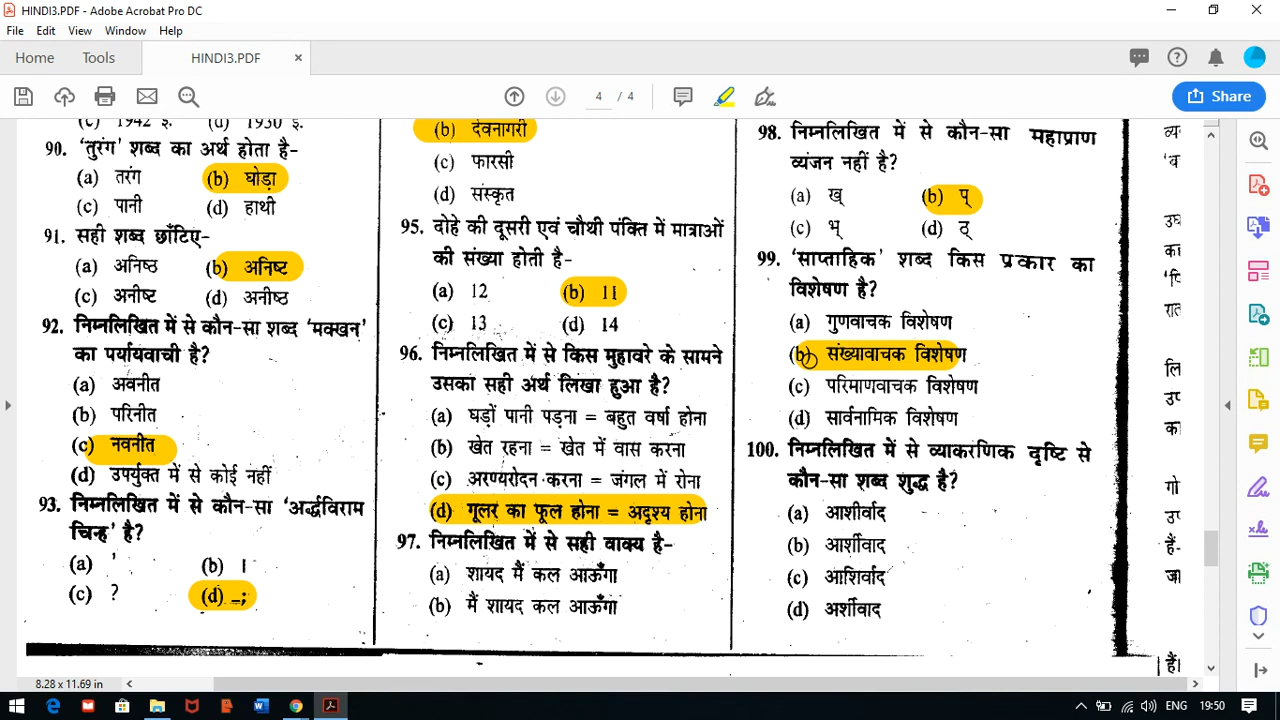 HINDI3.PDF - Adobe Acrobat Pro DC
File Edit View Window Help
Home Tools HINDI3.PDF ×
4 / 4
Share
(c) 1942 ई. (d) 1930 ई.
90. 'तुरंग' शब्द का अर्थ होता है-
(a) तरंग (b) घोड़ा
(c) पानी (d) हाथी
91. सही शब्द छाँटिए-
(a) अनिष्ठ (b) अनिष्ट
(c) अनीष्ट (d) अनीष्ठ
92. निम्नलिखित में से कौन-सा शब्द 'मक्खन'
का पर्यायवाची है?
(a) अवनीत
(b) परिनीत
(c) नवनीत
(d) उपर्युक्त में से कोई नहीं
93. निम्नलिखित में से कौन-सा 'अर्द्धविराम
चिन्ह' है?
(a) ' (b) ।
(c) ? (d) –;
(b) देवनागरी
(c) फारसी
(d) संस्कृत
95. दोहे की दूसरी एवं चौथी पंक्ति में मात्राओं
की संख्या होती है-
(a) 12 (b) 11
(c) 13 (d) 14
96. निम्नलिखित में से किस मुहावरे के सामने
उसका सही अर्थ लिखा हुआ है?
(a) घड़ों पानी पड़ना = बहुत वर्षा होना
(b) खेत रहना = खेत में वास करना
(c) अरण्यरोदन करना = जंगल में रोना
(d) गूलर का फूल होना = अदृश्य होना
97. निम्नलिखित में से सही वाक्य है-
(a) शायद मैं कल आऊँगा
(b) मैं शायद कल आऊँगा
98. निम्नलिखित में से कौन-सा महाप्राण
व्यंजन नहीं है?
(a) ख् (b) प्
(c) भ् (d) ठ्
99. 'साप्ताहिक' शब्द किस प्रकार का
विशेषण है?
(a) गुणवाचक विशेषण
(b) संख्यावाचक विशेषण
(c) परिमाणवाचक विशेषण
(d) सार्वनामिक विशेषण
100. निम्नलिखित में से व्याकरणिक दृष्टि से
कौन-सा शब्द शुद्ध है?
(a) आशीर्वाद
(b) आर्शीवाद
(c) आशिर्वाद
(d) अर्शीवाद
8.28 x 11.69 in
ENG 19:50